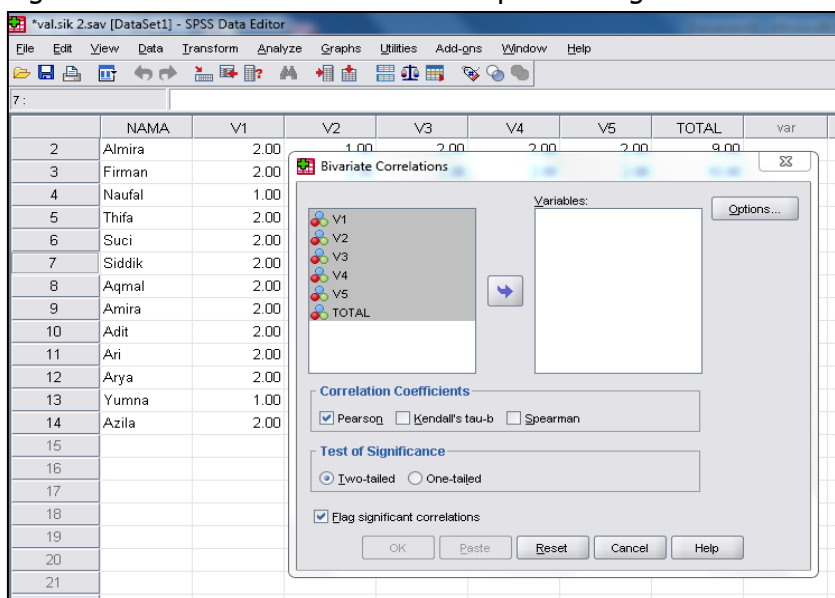 *val.sik 2.sav [DataSet1] - SPSS Data Editor
File Edit View Data Transform Analyze Graphs Utilities Add-ons Window Help
7 :
NAMA V1 V2 V3 V4 V5 TOTAL var
2 Almira 2.00 1.00 2.00 2.00 2.00 9.00
3 Firman 2.00
4 Naufal 1.00
5 Thifa 2.00
6 Suci 2.00
7 Siddik 2.00
8 Aqmal 2.00
9 Amira 2.00
10 Adit 2.00
11 Ari 2.00
12 Arya 2.00
13 Yumna 1.00
14 Azila 2.00
15
16
17
18
19
20
21
Bivariate Correlations
Variables:
Options...
V1
V2
V3
V4
V5
TOTAL
Correlation Coefficients
Pearson Kendall's tau-b Spearman
Test of Significance
Two-tailed One-tailed
Flag significant correlations
OK Paste Reset Cancel Help